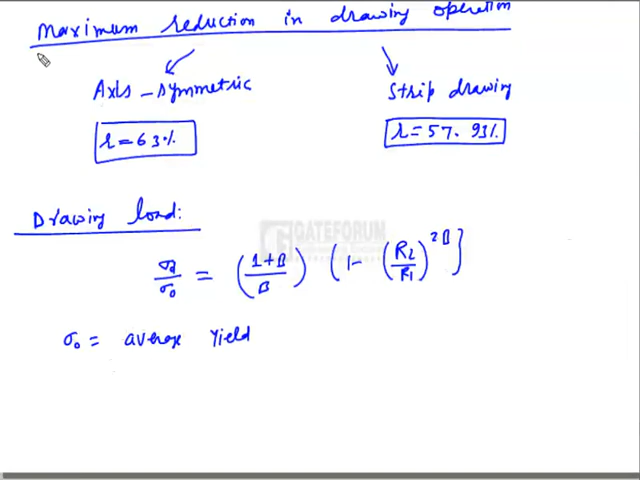 Maximum reduction in drawing operation
Axis-symmetric Strip drawing
r=63% r=57.93%
Drawing load:
GATEFORUM
σd/σ0 = ((1+B)/B) {1-(R2/R1)^2B}
σ0 = average yield